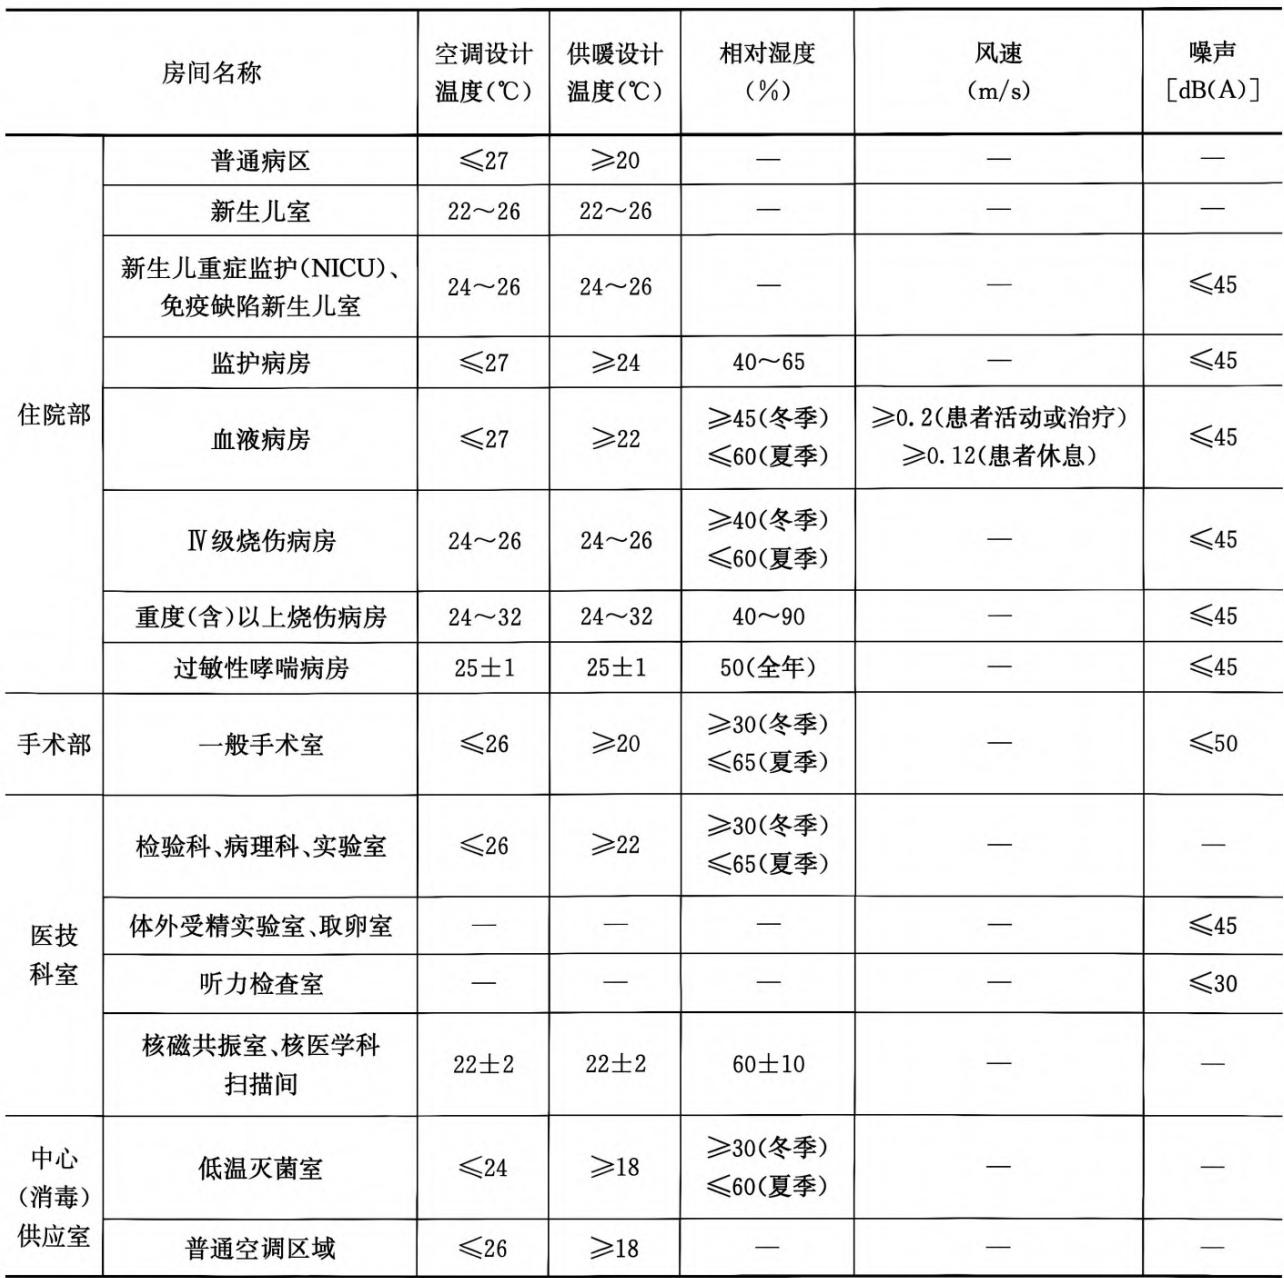 房间名称 空调设计温度(℃) 供暖设计温度(℃) 相对湿度(%) 风速(m/s) 噪声[dB(A)]
住院部 普通病区 ≤27 ≥20 — — —
新生儿室 22～26 22～26 — — —
新生儿重症监护(NICU)、免疫缺陷新生儿室 24～26 24～26 — — ≤45
监护病房 ≤27 ≥24 40～65 — ≤45
血液病房 ≤27 ≥22 ≥45(冬季) ≤60(夏季) ≥0.2(患者活动或治疗) ≥0.12(患者休息) ≤45
Ⅳ级烧伤病房 24～26 24～26 ≥40(冬季) ≤60(夏季) — ≤45
重度(含)以上烧伤病房 24～32 24～32 40～90 — ≤45
过敏性哮喘病房 25±1 25±1 50(全年) — ≤45
手术部 一般手术室 ≤26 ≥20 ≥30(冬季) ≤65(夏季) — ≤50
医技科室 检验科、病理科、实验室 ≤26 ≥22 ≥30(冬季) ≤65(夏季) — —
体外受精实验室、取卵室 — — — — ≤45
听力检查室 — — — — ≤30
核磁共振室、核医学科扫描间 22±2 22±2 60±10 — —
中心(消毒)供应室 低温灭菌室 ≤24 ≥18 ≥30(冬季) ≤60(夏季) — —
普通空调区域 ≤26 ≥18 — — —